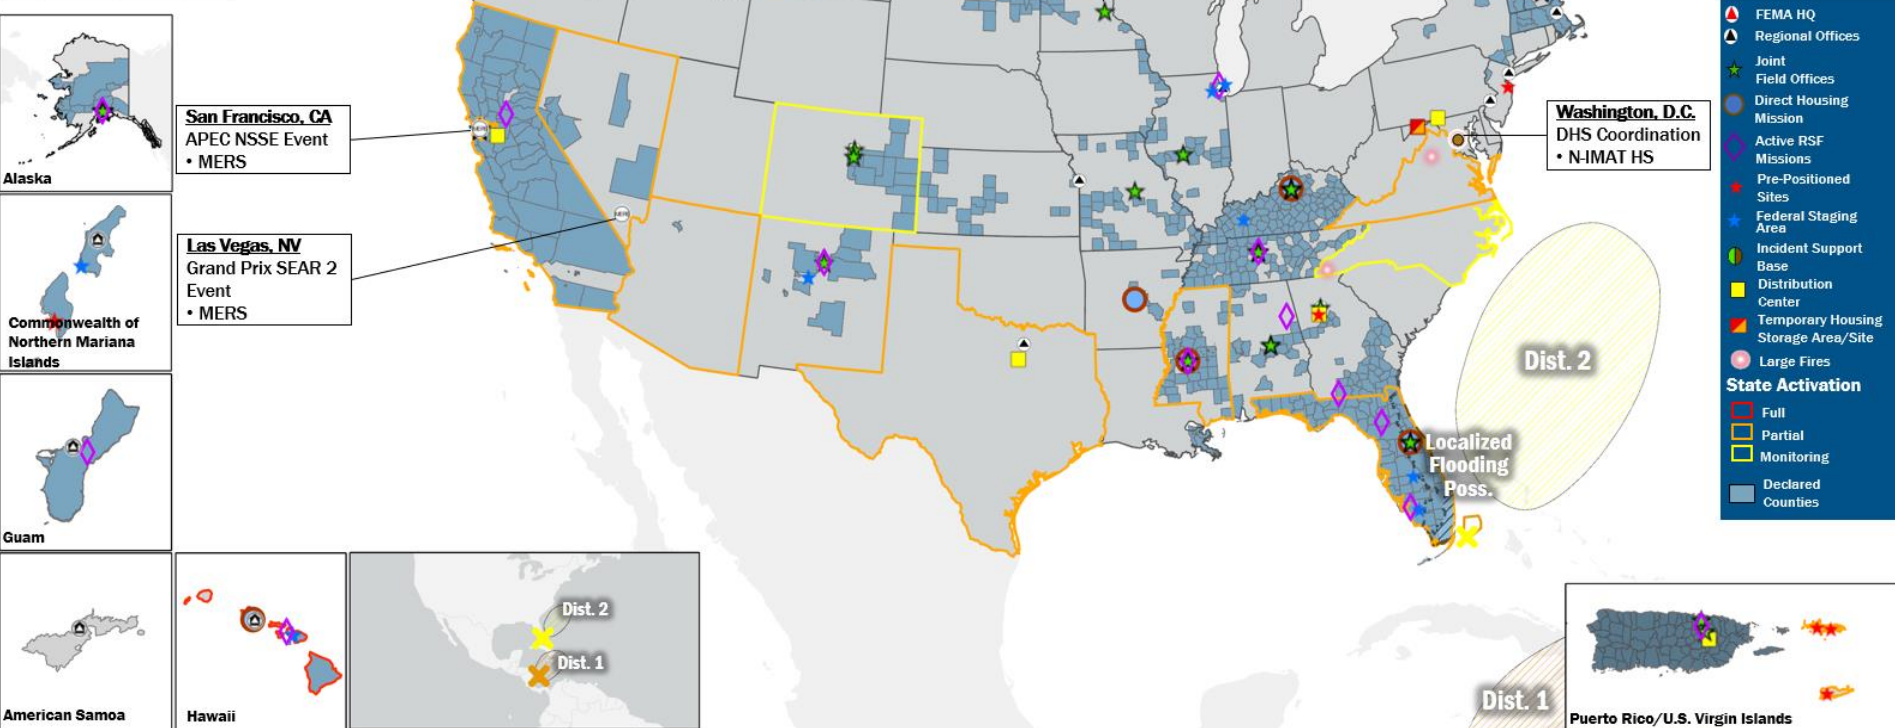 Alaska
San Francisco, CA
APEC NSSE Event
• MERS
Las Vegas, NV
Grand Prix SEAR 2
Event
• MERS
Commonwealth of
Northern Mariana
Islands
Guam
American Samoa
Hawaii
Dist. 2
Dist. 1
Washington, D.C.
DHS Coordination
• N-IMAT HS
Dist. 2
Localized
Flooding
Poss.
Dist. 1
Puerto Rico/U.S. Virgin Islands
FEMA HQ
Regional Offices
Joint
Field Offices
Direct Housing
Mission
Active RSF
Missions
Pre-Positioned
Sites
Federal Staging
Area
Incident Support
Base
Distribution
Center
Temporary Housing
Storage Area/Site
Large Fires
State Activation
Full
Partial
Monitoring
Declared
Counties